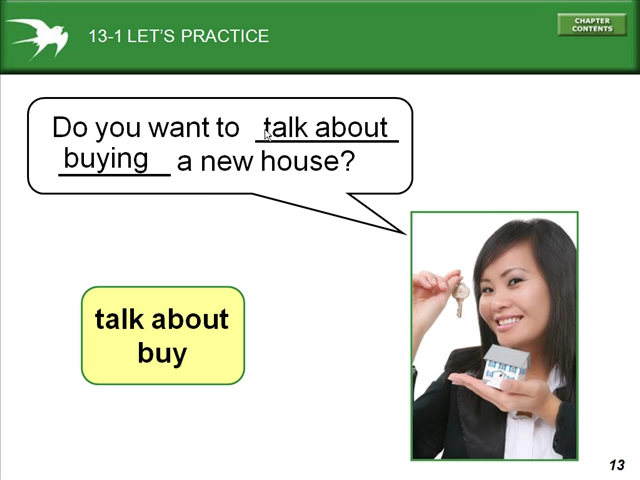 13-1 LET'S PRACTICE
CHAPTER
CONTENTS
Do you want to talk about
buying a new house?
talk about
buy
13